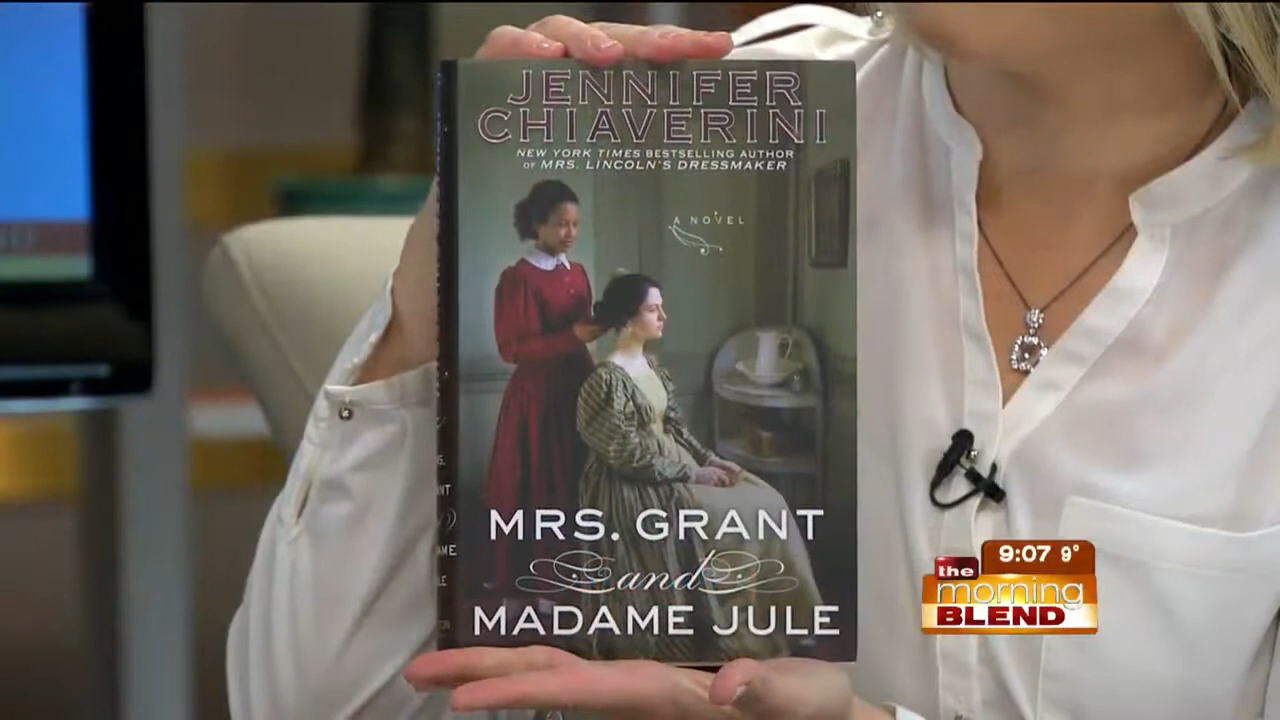 JENNIFER
CHIAVERINI
NEW YORK TIMES BESTSELLING AUTHOR
OF MRS. LINCOLN'S DRESSMAKER
A NOVEL
MRS. GRANT
and
MADAME JULE
9:07 9°
the
morning
BLEND